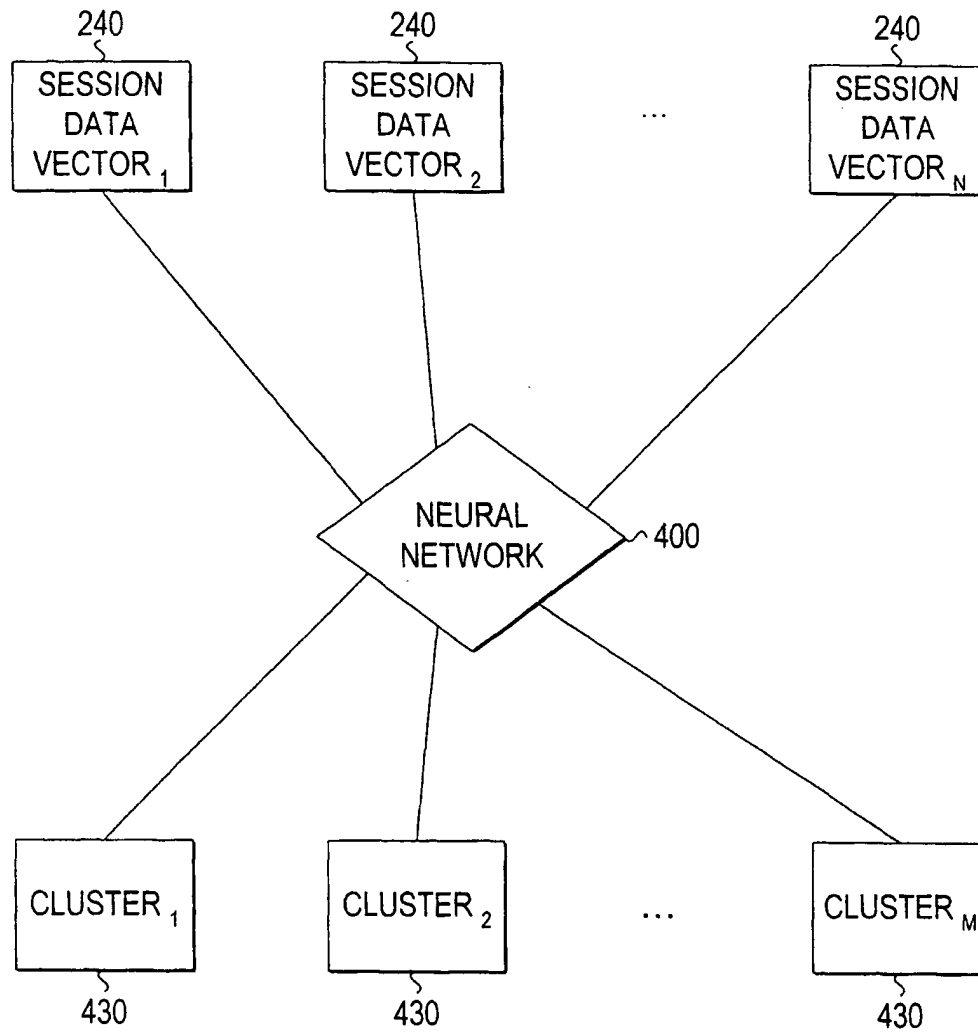 240 240 240
SESSION DATA VECTOR 1
SESSION DATA VECTOR 2
...
SESSION DATA VECTOR N
NEURAL NETWORK
400
CLUSTER 1
CLUSTER 2
...
CLUSTER M
430 430 430